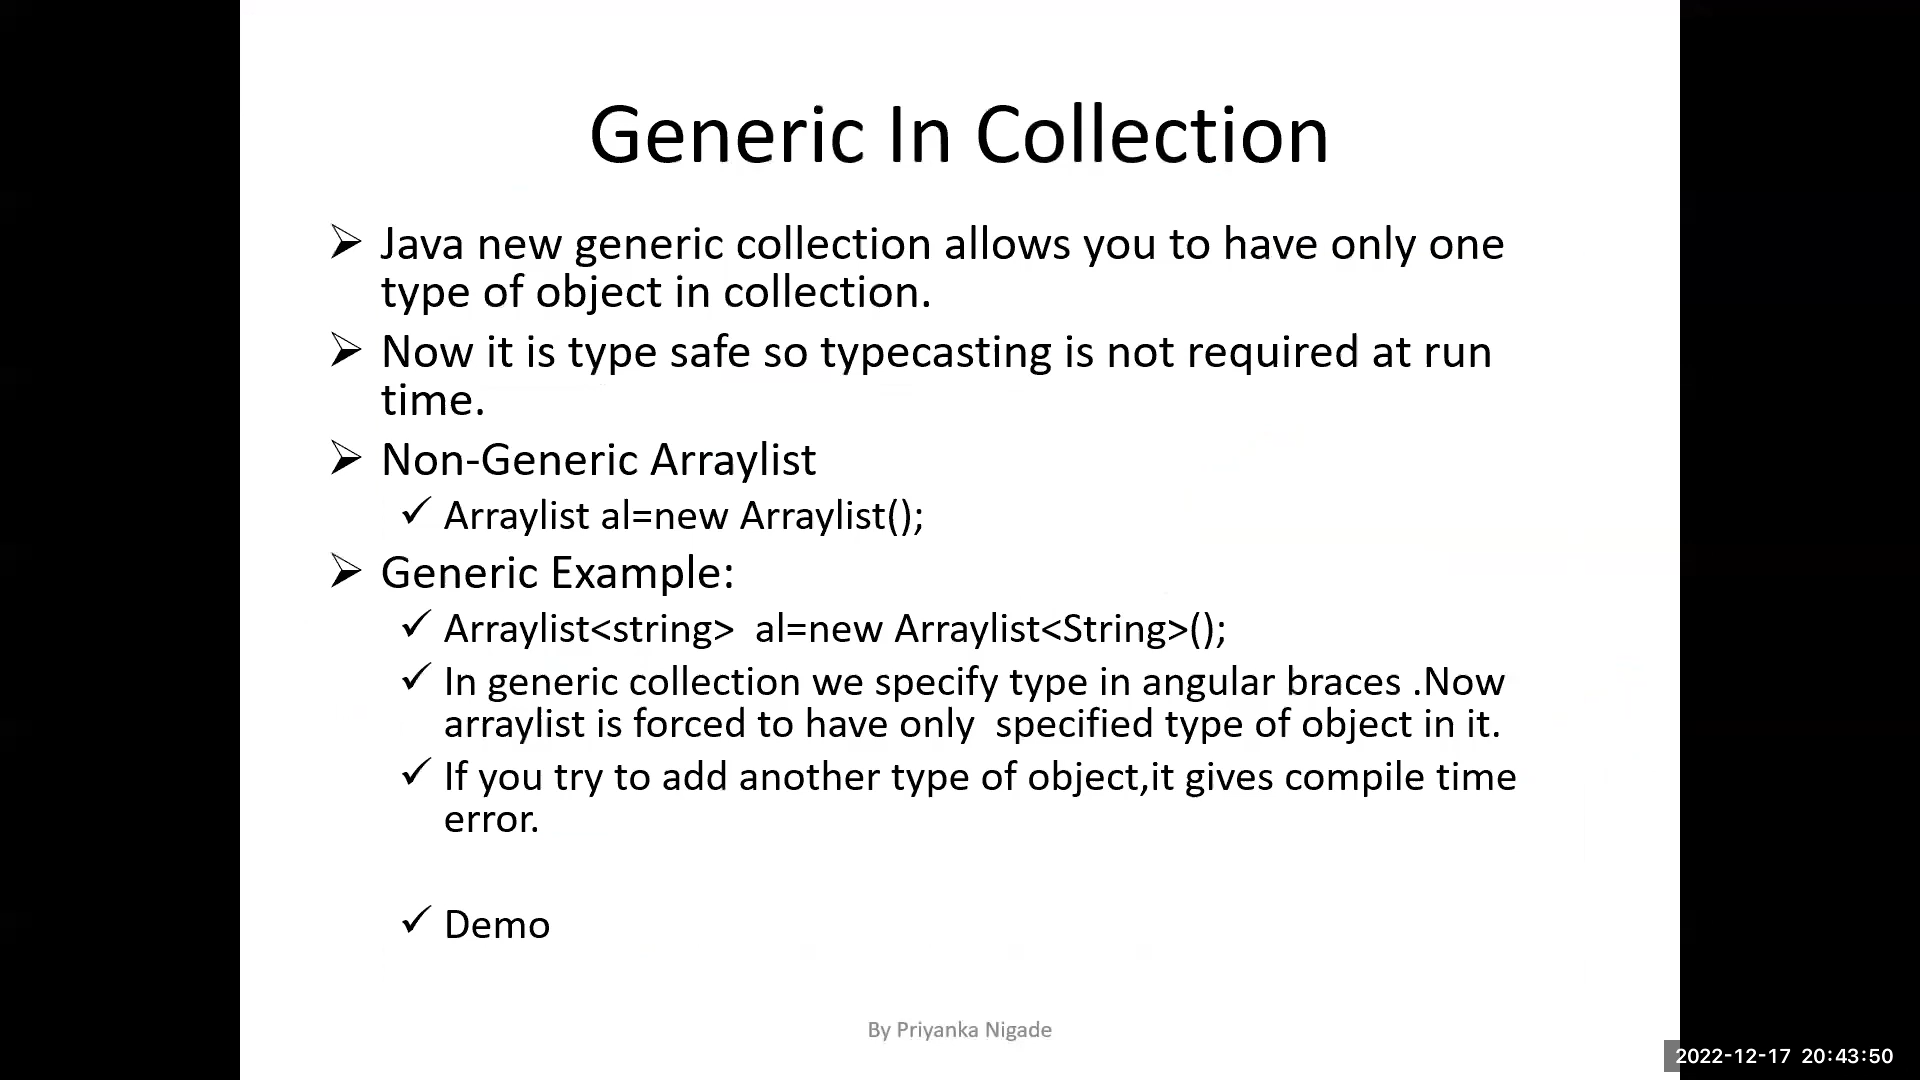 Generic In Collection
Java new generic collection allows you to have only one
type of object in collection.
Now it is type safe so typecasting is not required at run
time.
Non-Generic Arraylist
Arraylist al=new Arraylist();
Generic Example:
Arraylist<string>  al=new Arraylist<String>();
In generic collection we specify type in angular braces .Now
arraylist is forced to have only  specified type of object in it.
If you try to add another type of object,it gives compile time
error.
Demo
By Priyanka Nigade
2022-12-17 20:43:50